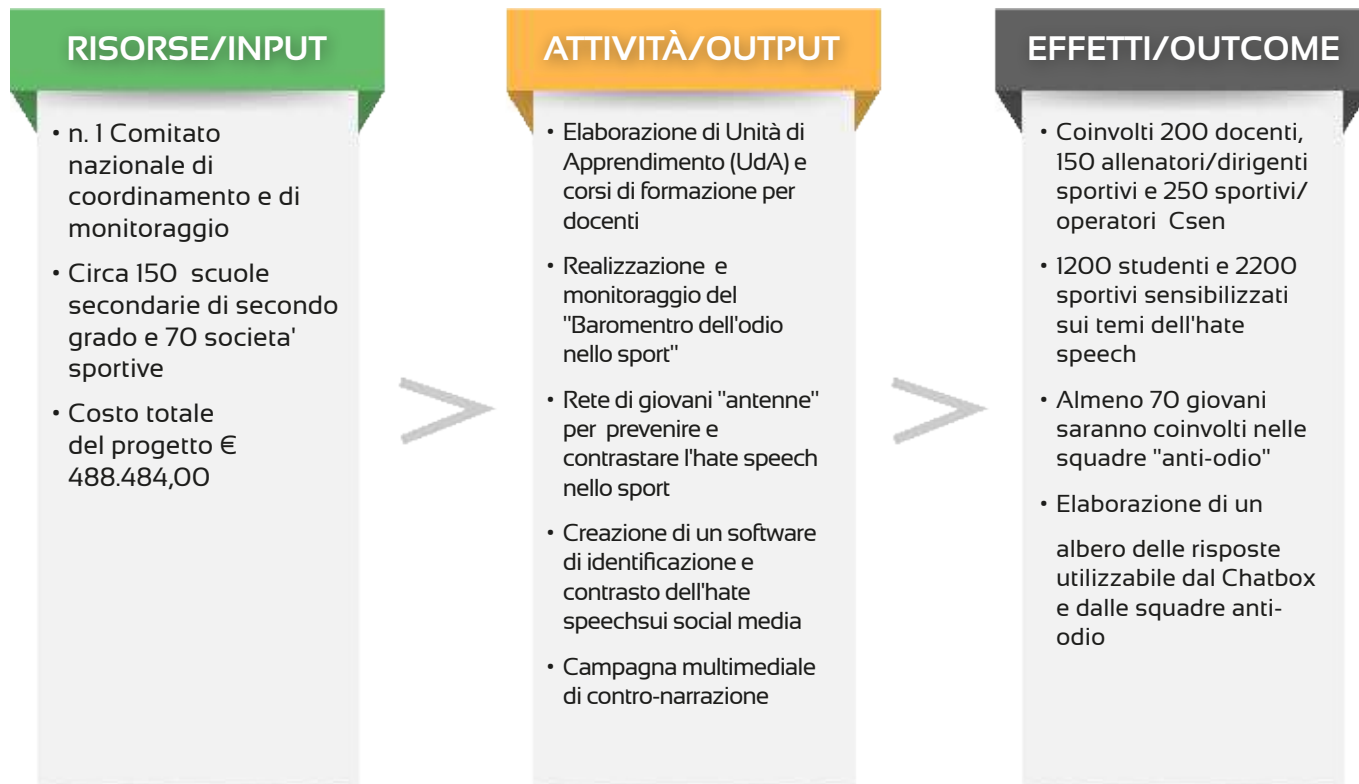 RISORSE/INPUT
• n. 1 Comitato
nazionale di
coordinamento e di
monitoraggio
• Circa 150 scuole
secondarie di secondo
grado e 70 societa'
sportive
• Costo totale
del progetto €
488.484,00
>
ATTIVITÀ/OUTPUT
• Elaborazione di Unità di
Apprendimento (UdA) e
corsi di formazione per
docenti
• Realizzazione e
monitoraggio del
"Baromentro dell'odio
nello sport"
• Rete di giovani "antenne"
per prevenire e
contrastare l'hate speech
nello sport
• Creazione di un software
di identificazione e
contrasto dell'hate
speechsui social media
• Campagna multimediale
di contro-narrazione
>
EFFETTI/OUTCOME
• Coinvolti 200 docenti,
150 allenatori/dirigenti
sportivi e 250 sportivi/
operatori Csen
• 1200 studenti e 2200
sportivi sensibilizzati
sui temi dell'hate
speech
• Almeno 70 giovani
saranno coinvolti nelle
squadre "anti-odio"
• Elaborazione di un
albero delle risposte
utilizzabile dal Chatbox
e dalle squadre anti-
odio